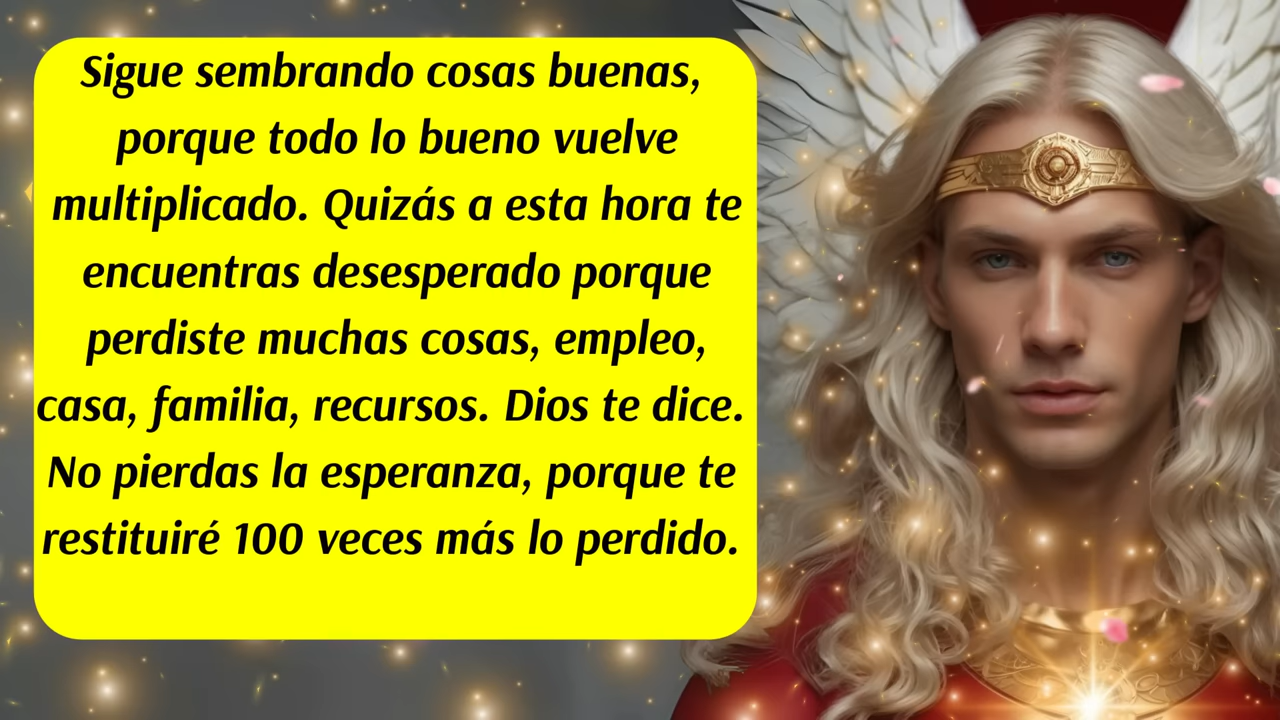 Sigue sembrando cosas buenas,
porque todo lo bueno vuelve
multiplicado. Quizás a esta hora te
encuentras desesperado porque
perdiste muchas cosas, empleo,
casa, familia, recursos. Dios te dice.
No pierdas la esperanza, porque te
restituiré 100 veces más lo perdido.